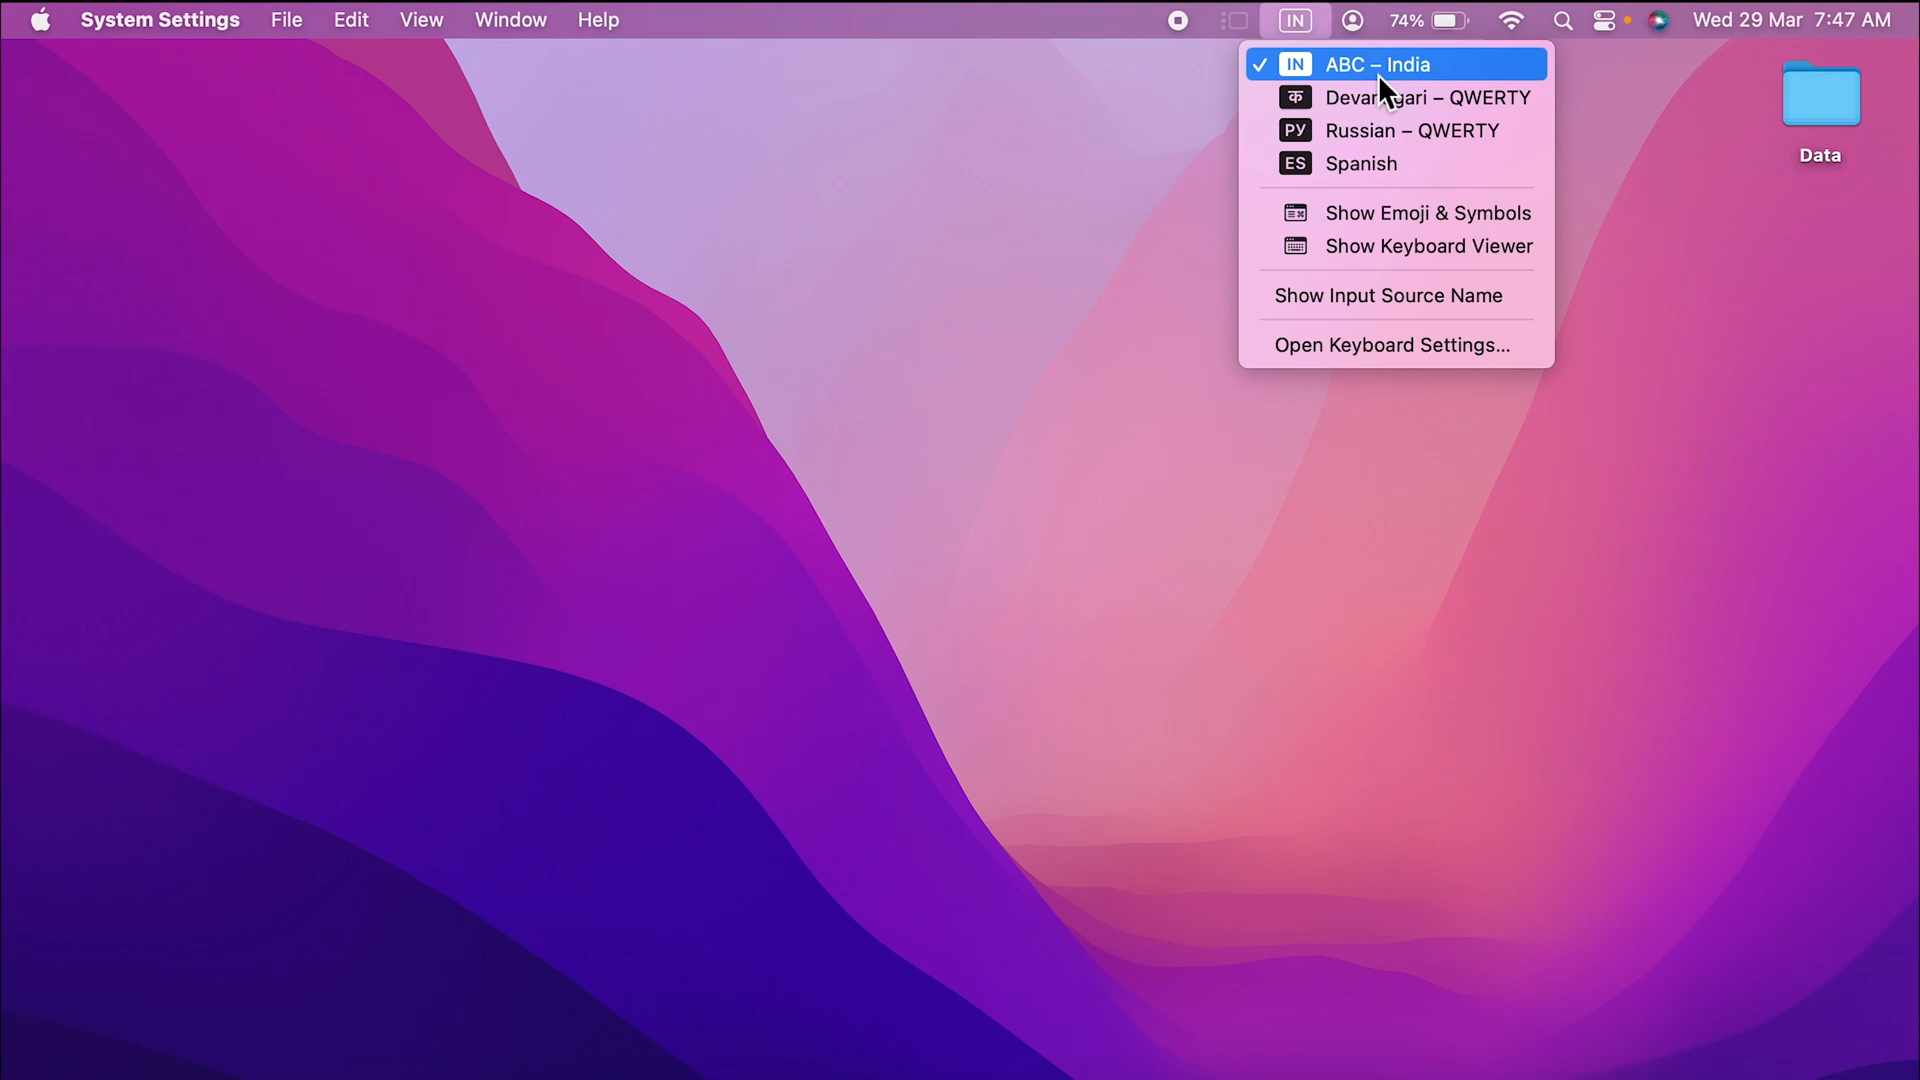 System Settings File Edit View Window Help IN 74% Wed 29 Mar 7:47 AM
IN ABC – India
क – QWERTY
РУ Russian – QWERTY
ES Spanish
Show Emoji & Symbols
Show Keyboard Viewer
Show Input Source Name
Open Keyboard Settings...
Data